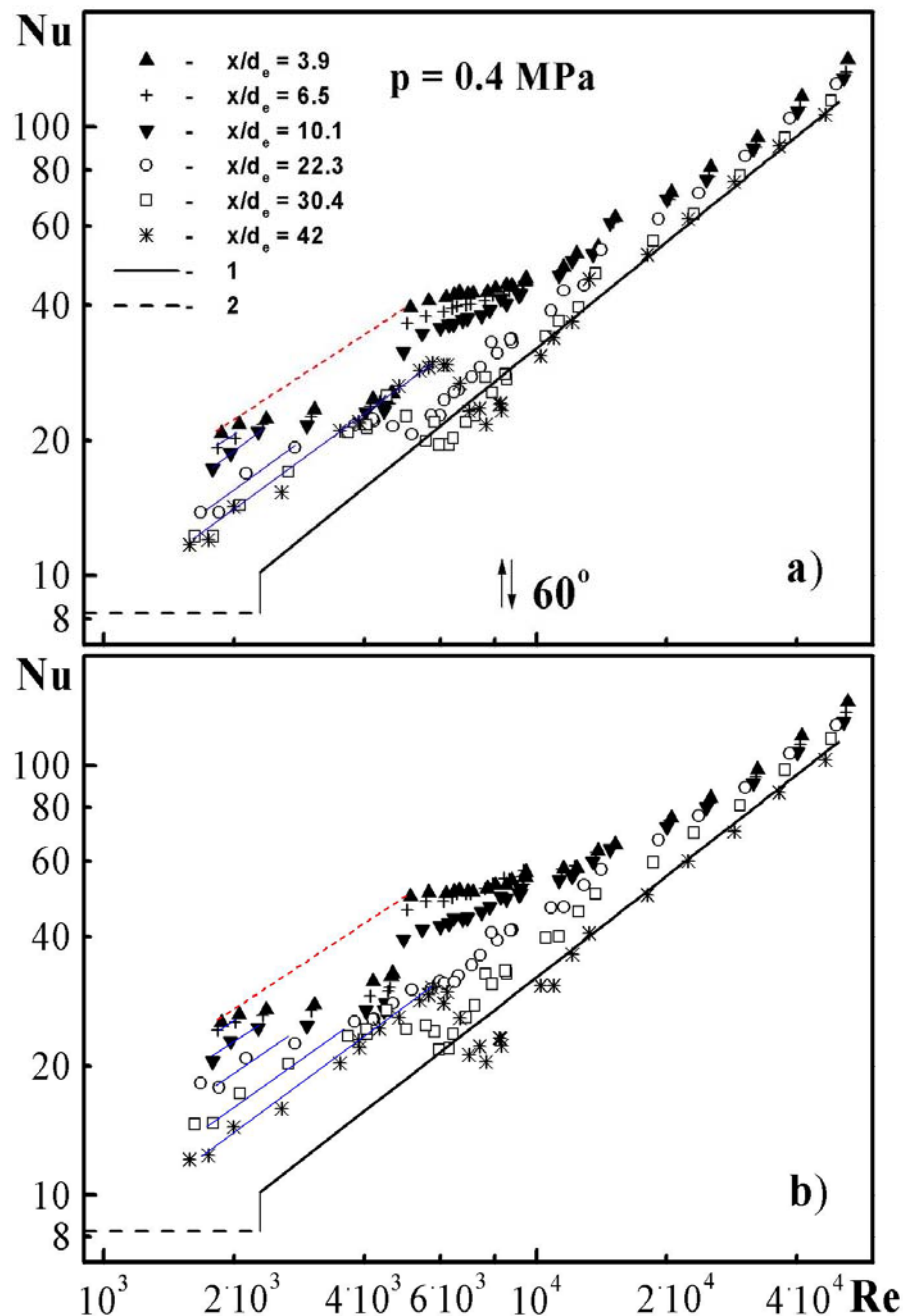 Nu
▲ - x/dₑ = 3.9
+ - x/dₑ = 6.5
▼ - x/dₑ = 10.1
○ - x/dₑ = 22.3
□ - x/dₑ = 30.4
✳ - x/dₑ = 42
— - 1
- - - 2
p = 0.4 MPa
100
80
60
40
20
10
8
60°
a)
Nu
100
80
60
40
20
10
8
b)
10³ 2·10³ 4·10³ 6·10³ 10⁴ 2·10⁴ 4·10⁴ Re